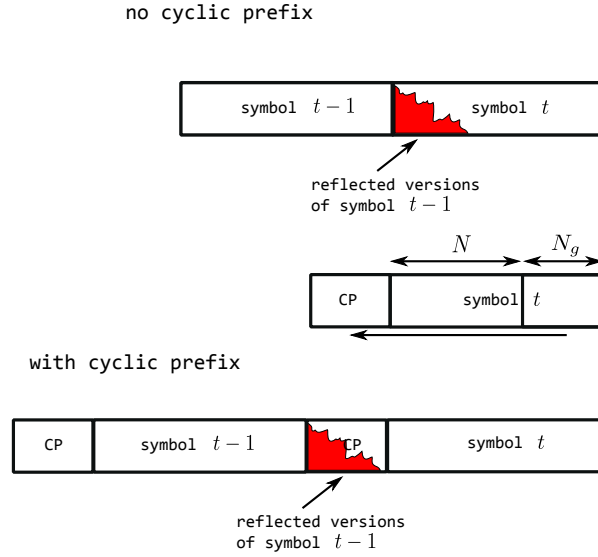 no cyclic prefix
symbol t − 1
symbol t
reflected versions
of symbol t − 1
N
N_g
CP
symbol t
with cyclic prefix
CP
symbol t − 1
CP
symbol t
reflected versions
of symbol t − 1